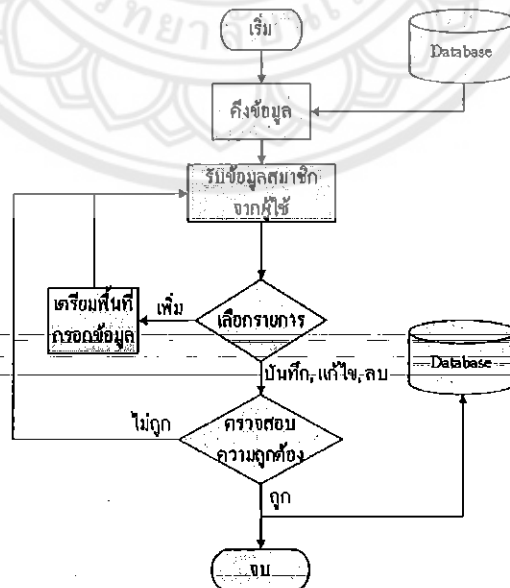 เริ่ม
Database
ดึงข้อมูล
รับข้อมูลสมาชิก
จากผู้ใช้
เตรียมพื้นที่
กรอกข้อมูล
เพิ่ม
เลือกรายการ
Database
บันทึก, แก้ไข, ลบ
ไม่ถูก
ตรวจสอบ
ความถูกต้อง
ถูก
จบ